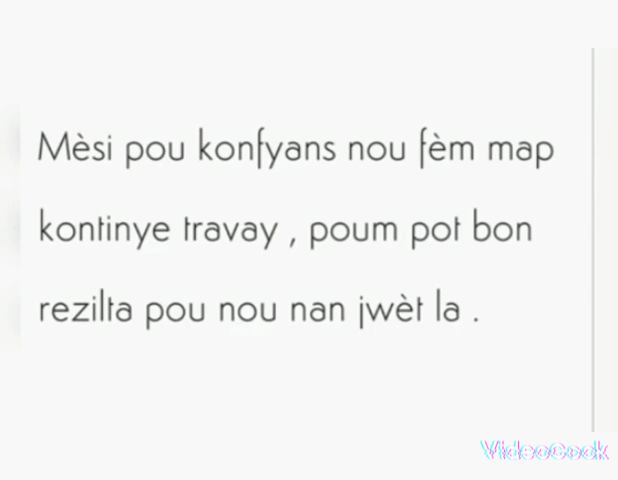 Mèsi pou konfyans nou fèm map
kontinye travay , poum pot bon
rezilta pou nou nan jwèt la .
VideoCook